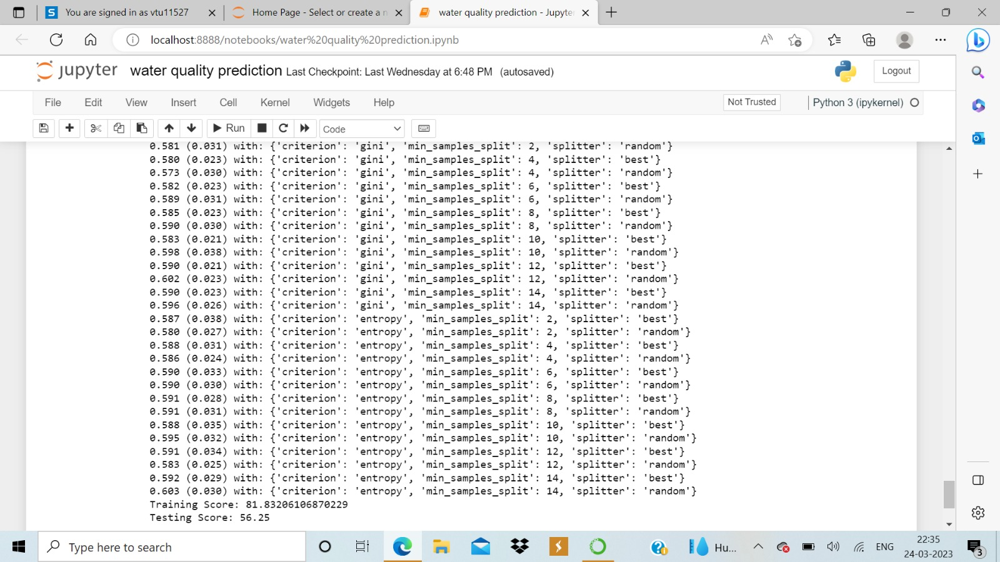 You are signed in as vtu11527
Home Page - Select or create a n
water quality prediction - Jupyte
localhost:8888/notebooks/water%20quality%20prediction.ipynb
jupyter water quality prediction Last Checkpoint: Last Wednesday at 6:48 PM (autosaved)
Logout
File Edit View Insert Cell Kernel Widgets Help
Not Trusted
Python 3 (ipykernel)
Run
Code
0.581 (0.031) with: {'criterion': 'gini', 'min_samples_split': 2, 'splitter': 'random'}
0.580 (0.023) with: {'criterion': 'gini', 'min_samples_split': 4, 'splitter': 'best'}
0.573 (0.030) with: {'criterion': 'gini', 'min_samples_split': 4, 'splitter': 'random'}
0.582 (0.023) with: {'criterion': 'gini', 'min_samples_split': 6, 'splitter': 'best'}
0.589 (0.031) with: {'criterion': 'gini', 'min_samples_split': 6, 'splitter': 'random'}
0.585 (0.023) with: {'criterion': 'gini', 'min_samples_split': 8, 'splitter': 'best'}
0.590 (0.030) with: {'criterion': 'gini', 'min_samples_split': 8, 'splitter': 'random'}
0.583 (0.021) with: {'criterion': 'gini', 'min_samples_split': 10, 'splitter': 'best'}
0.598 (0.038) with: {'criterion': 'gini', 'min_samples_split': 10, 'splitter': 'random'}
0.590 (0.021) with: {'criterion': 'gini', 'min_samples_split': 12, 'splitter': 'best'}
0.602 (0.023) with: {'criterion': 'gini', 'min_samples_split': 12, 'splitter': 'random'}
0.590 (0.023) with: {'criterion': 'gini', 'min_samples_split': 14, 'splitter': 'best'}
0.596 (0.026) with: {'criterion': 'gini', 'min_samples_split': 14, 'splitter': 'random'}
0.587 (0.038) with: {'criterion': 'entropy', 'min_samples_split': 2, 'splitter': 'best'}
0.580 (0.027) with: {'criterion': 'entropy', 'min_samples_split': 2, 'splitter': 'random'}
0.588 (0.031) with: {'criterion': 'entropy', 'min_samples_split': 4, 'splitter': 'best'}
0.586 (0.024) with: {'criterion': 'entropy', 'min_samples_split': 4, 'splitter': 'random'}
0.590 (0.033) with: {'criterion': 'entropy', 'min_samples_split': 6, 'splitter': 'best'}
0.590 (0.030) with: {'criterion': 'entropy', 'min_samples_split': 6, 'splitter': 'random'}
0.591 (0.028) with: {'criterion': 'entropy', 'min_samples_split': 8, 'splitter': 'best'}
0.591 (0.031) with: {'criterion': 'entropy', 'min_samples_split': 8, 'splitter': 'random'}
0.588 (0.035) with: {'criterion': 'entropy', 'min_samples_split': 10, 'splitter': 'best'}
0.595 (0.032) with: {'criterion': 'entropy', 'min_samples_split': 10, 'splitter': 'random'}
0.591 (0.034) with: {'criterion': 'entropy', 'min_samples_split': 12, 'splitter': 'best'}
0.583 (0.025) with: {'criterion': 'entropy', 'min_samples_split': 12, 'splitter': 'random'}
0.592 (0.029) with: {'criterion': 'entropy', 'min_samples_split': 14, 'splitter': 'best'}
0.603 (0.030) with: {'criterion': 'entropy', 'min_samples_split': 14, 'splitter': 'random'}
Training Score: 81.83206106870229
Testing Score: 56.25
Type here to search
Hu...
ENG
22:35
24-03-2023
3